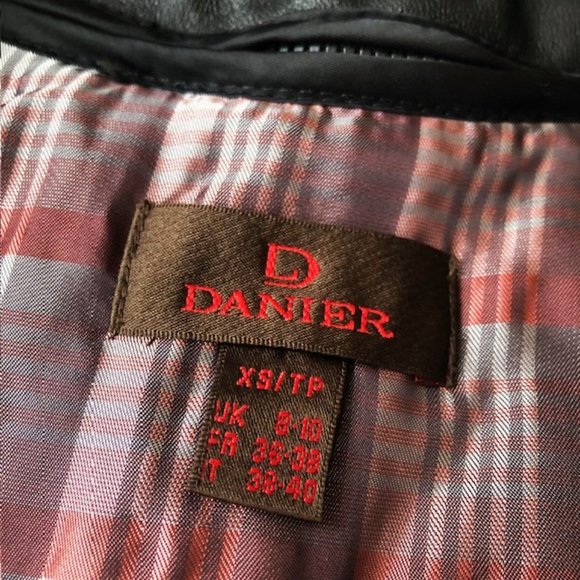 D
DANIER
XS/TP
UK 8-10
FR 36-38
IT 38-40